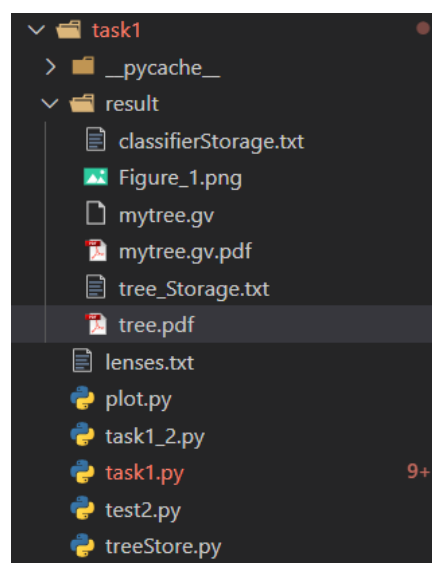 task1
__pycache__
result
classifierStorage.txt
Figure_1.png
mytree.gv
mytree.gv.pdf
tree_Storage.txt
tree.pdf
lenses.txt
plot.py
task1_2.py
task1.py 9+
test2.py
treeStore.py